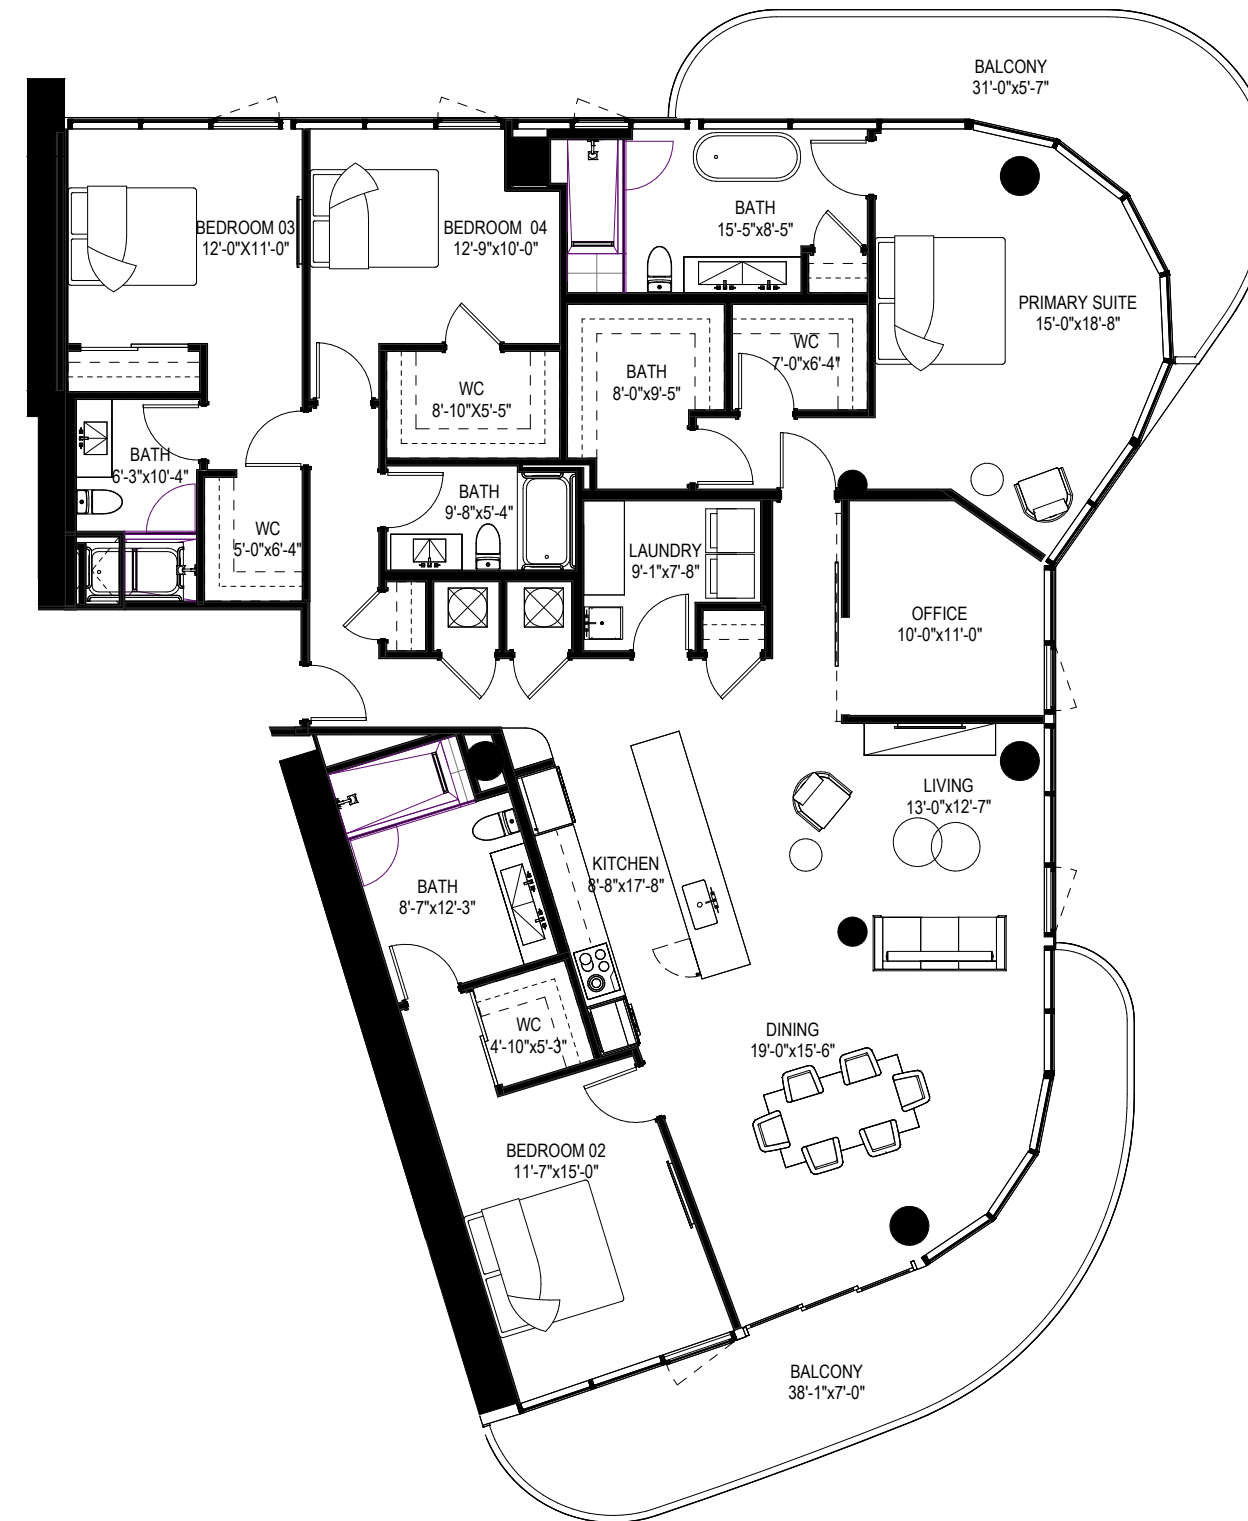 BALCONY
31'-0"x5'-7"
BEDROOM 03
12'-0"X11'-0"
BEDROOM 04
12'-9"x10'-0"
BATH
15'-5"x8'-5"
PRIMARY SUITE
15'-0"x18'-8"
WC
8'-10"X5'-5"
BATH
8'-0"x9'-5"
WC
7'-0"x6'-4"
BATH
6'-3"x10'-4"
WC
5'-0"x6'-4"
BATH
9'-8"x5'-4"
LAUNDRY
9'-1"x7'-8"
OFFICE
10'-0"x11'-0"
LIVING
13'-0"x12'-7"
KITCHEN
8'-8"x17'-8"
BATH
8'-7"x12'-3"
WC
4'-10"x5'-3"
DINING
19'-0"x15'-6"
BEDROOM 02
11'-7"x15'-0"
BALCONY
38'-1"x7'-0"